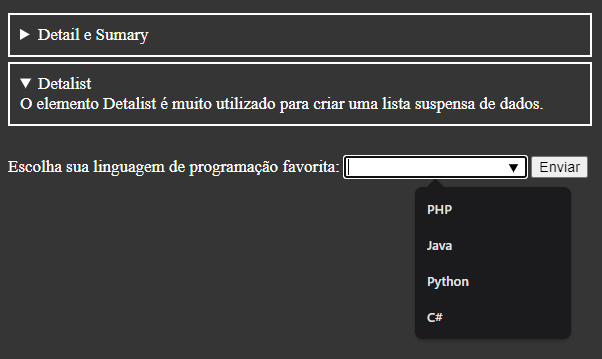 Detail e Sumary
Detalist
O elemento Detalist é muito utilizado para criar uma lista suspensa de dados.
Escolha sua linguagem de programação favorita: Enviar
PHP
Java
Python
C#